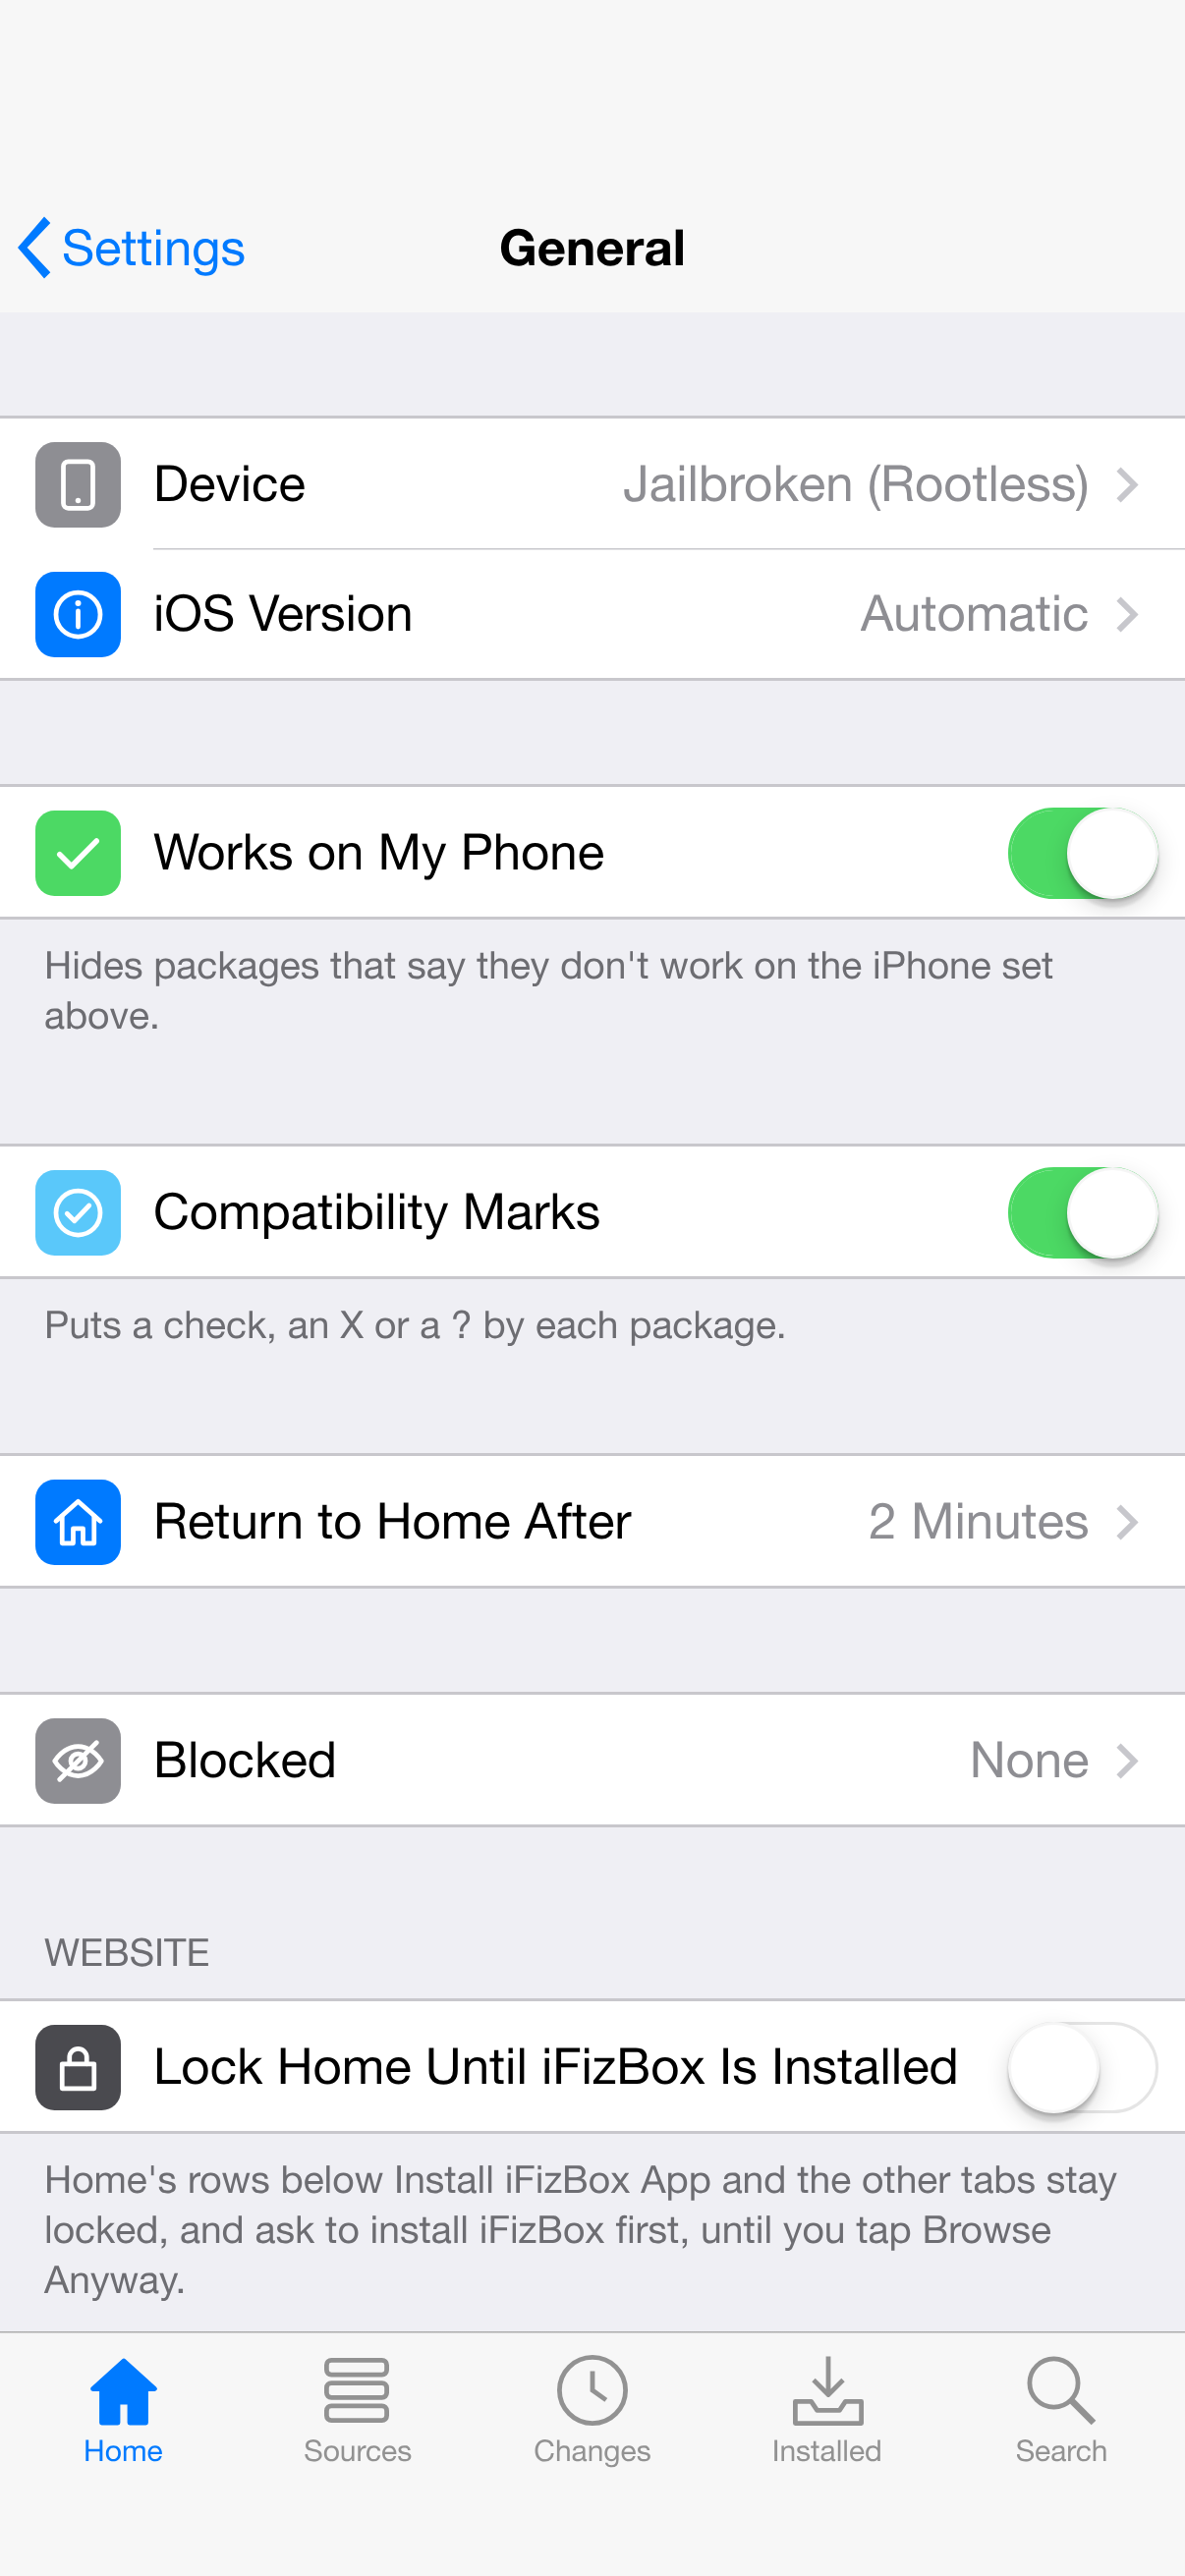 Settings
General
Device
Jailbroken (Rootless)
iOS Version
Automatic
Works on My Phone
Hides packages that say they don't work on the iPhone set
above.
Compatibility Marks
Puts a check, an X or a ? by each package.
Return to Home After
2 Minutes
Blocked
None
WEBSITE
Lock Home Until iFizBox Is Installed
Home's rows below Install iFizBox App and the other tabs stay
locked, and ask to install iFizBox first, until you tap Browse
Anyway.
Home
Sources
Changes
Installed
Search